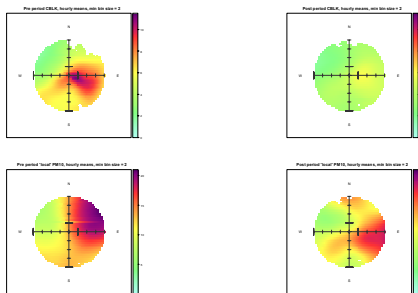 Pre period CBLK, hourly means, min bin size = 2
N
W
E
S
Post period CBLK, hourly means, min bin size = 2
N
W
E
S
Pre period 'local' PM10, hourly means, min bin size = 2
N
W
E
S
Post period 'local' PM10, hourly means, min bin size = 2
N
W
E
S